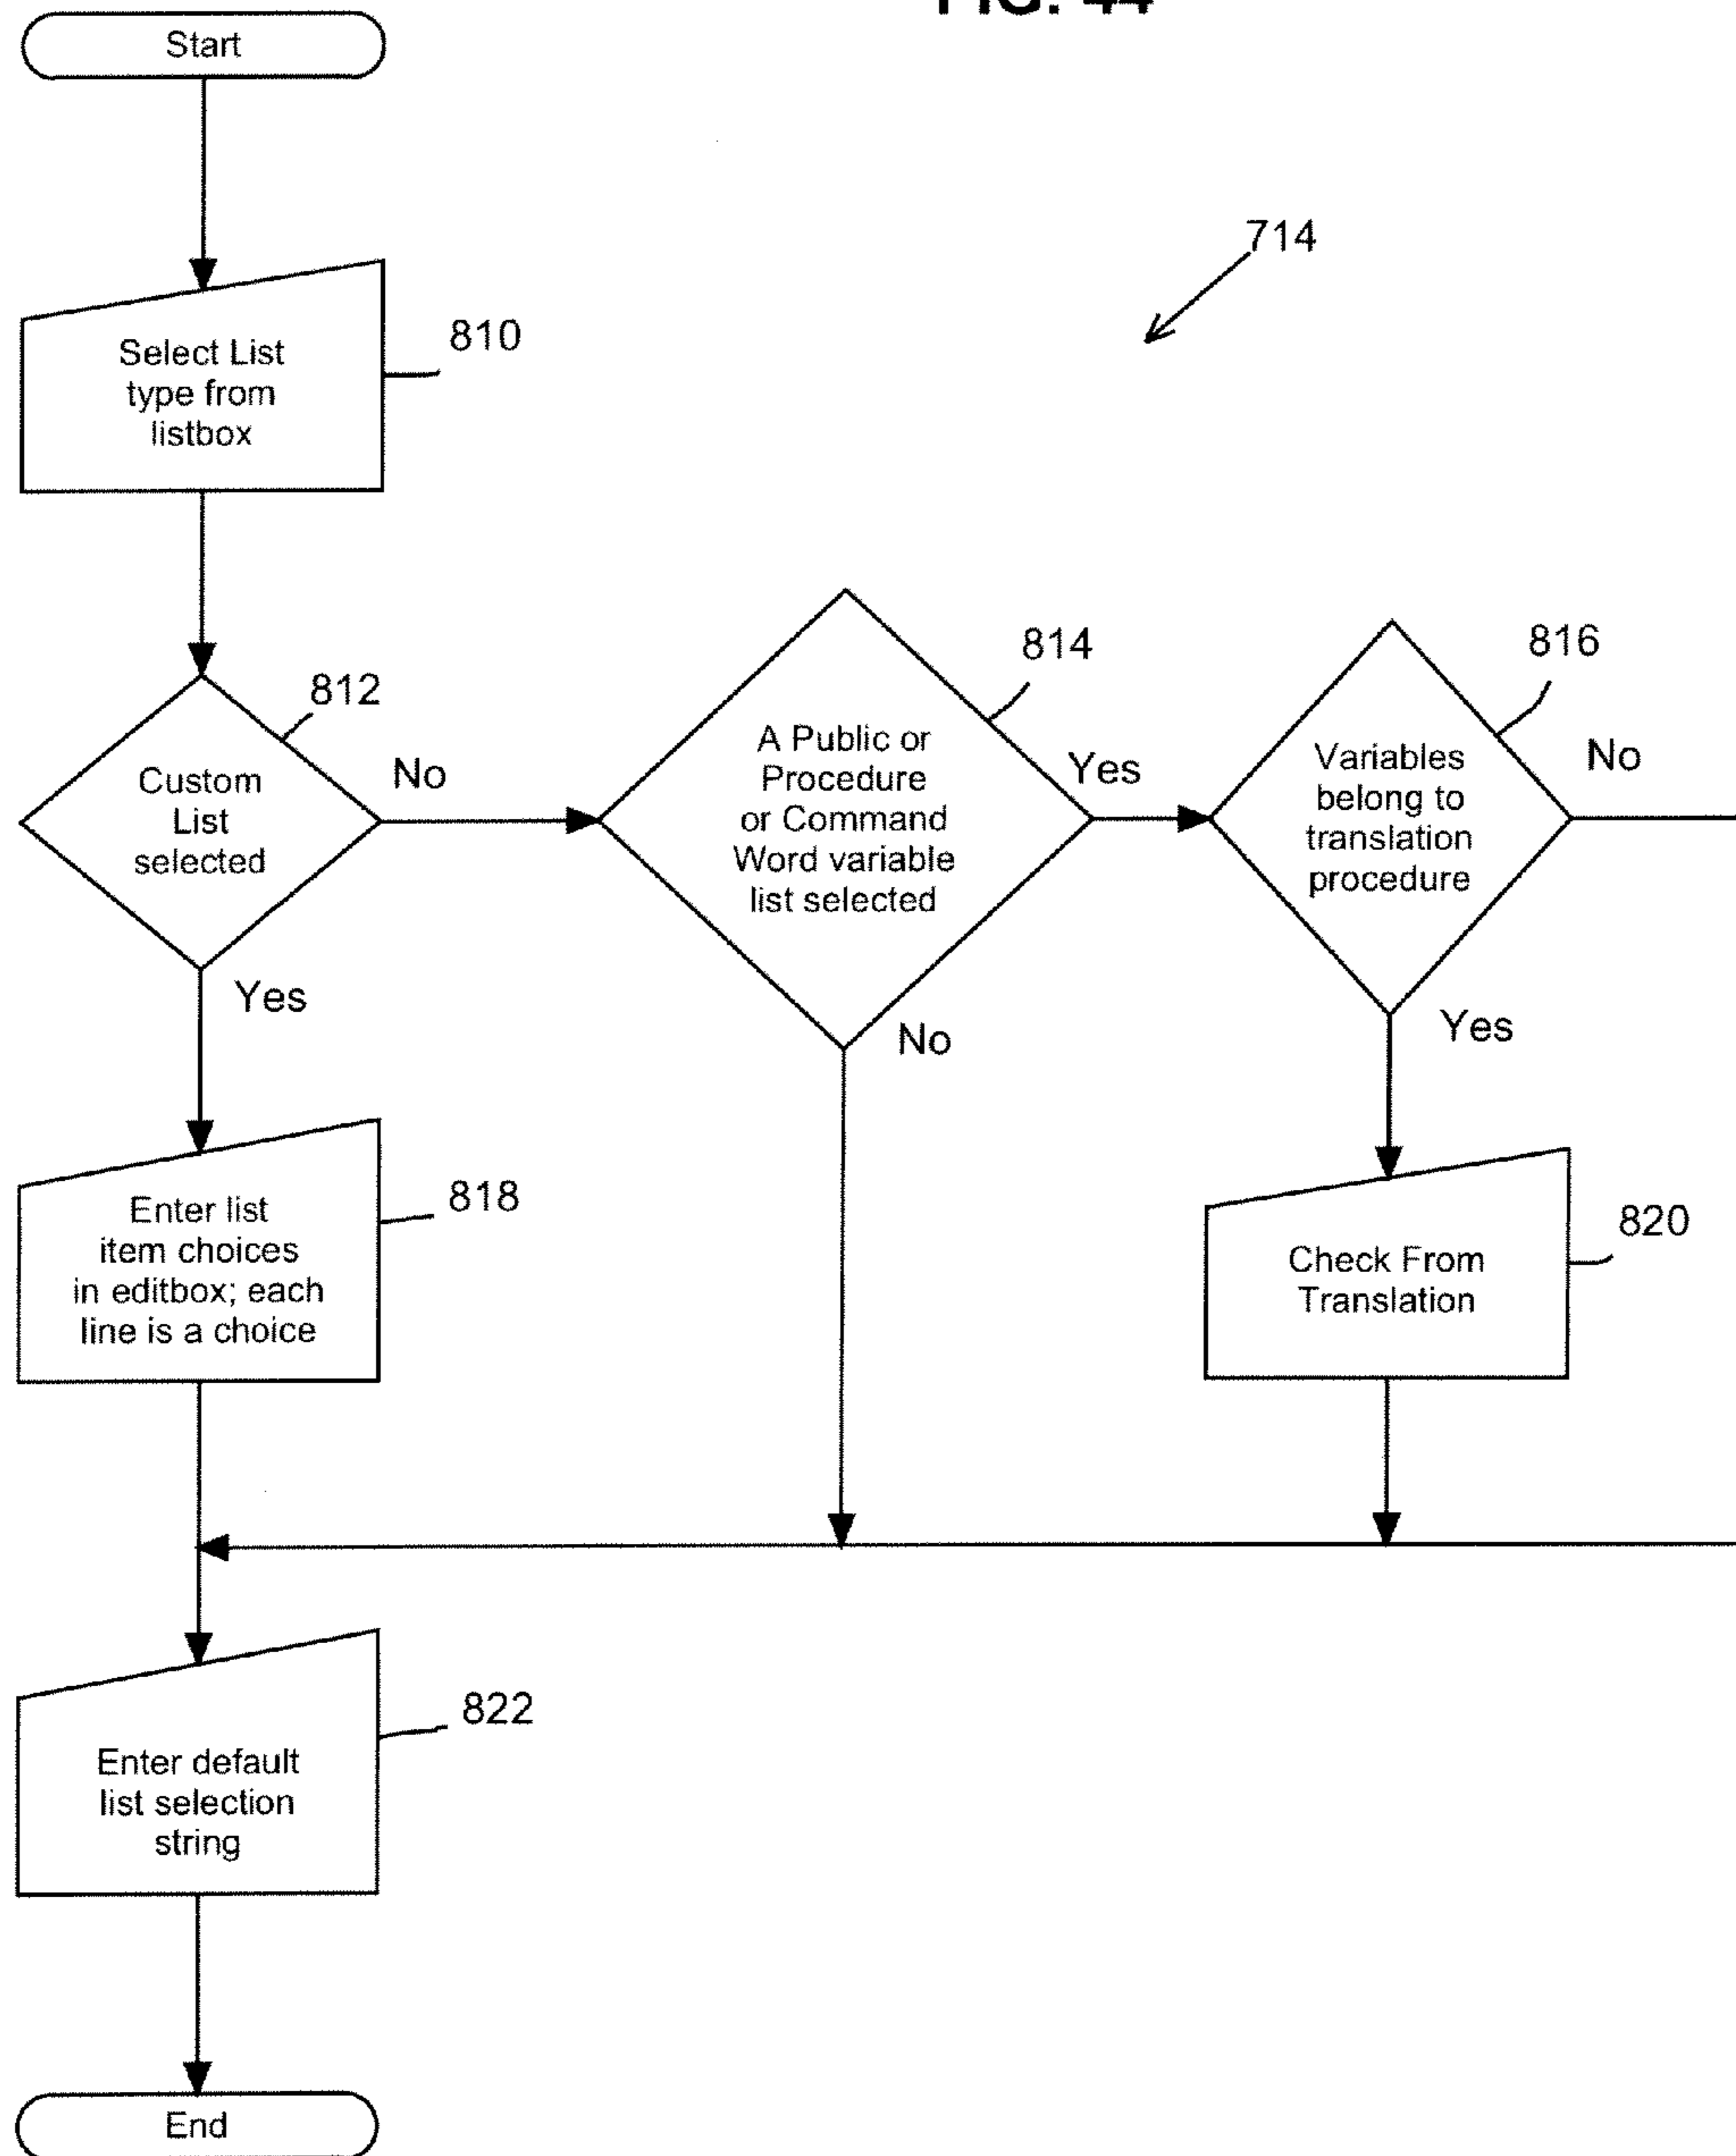 FIG. 44
Start
714
Select List
type from
listbox
810
812
Custom
List
selected
No
Yes
814
A Public or
Procedure
or Command
Word variable
list selected
Yes
No
816
Variables
belong to
translation
procedure
No
Yes
818
Enter list
item choices
in editbox; each
line is a choice
820
Check From
Translation
822
Enter default
list selection
string
End